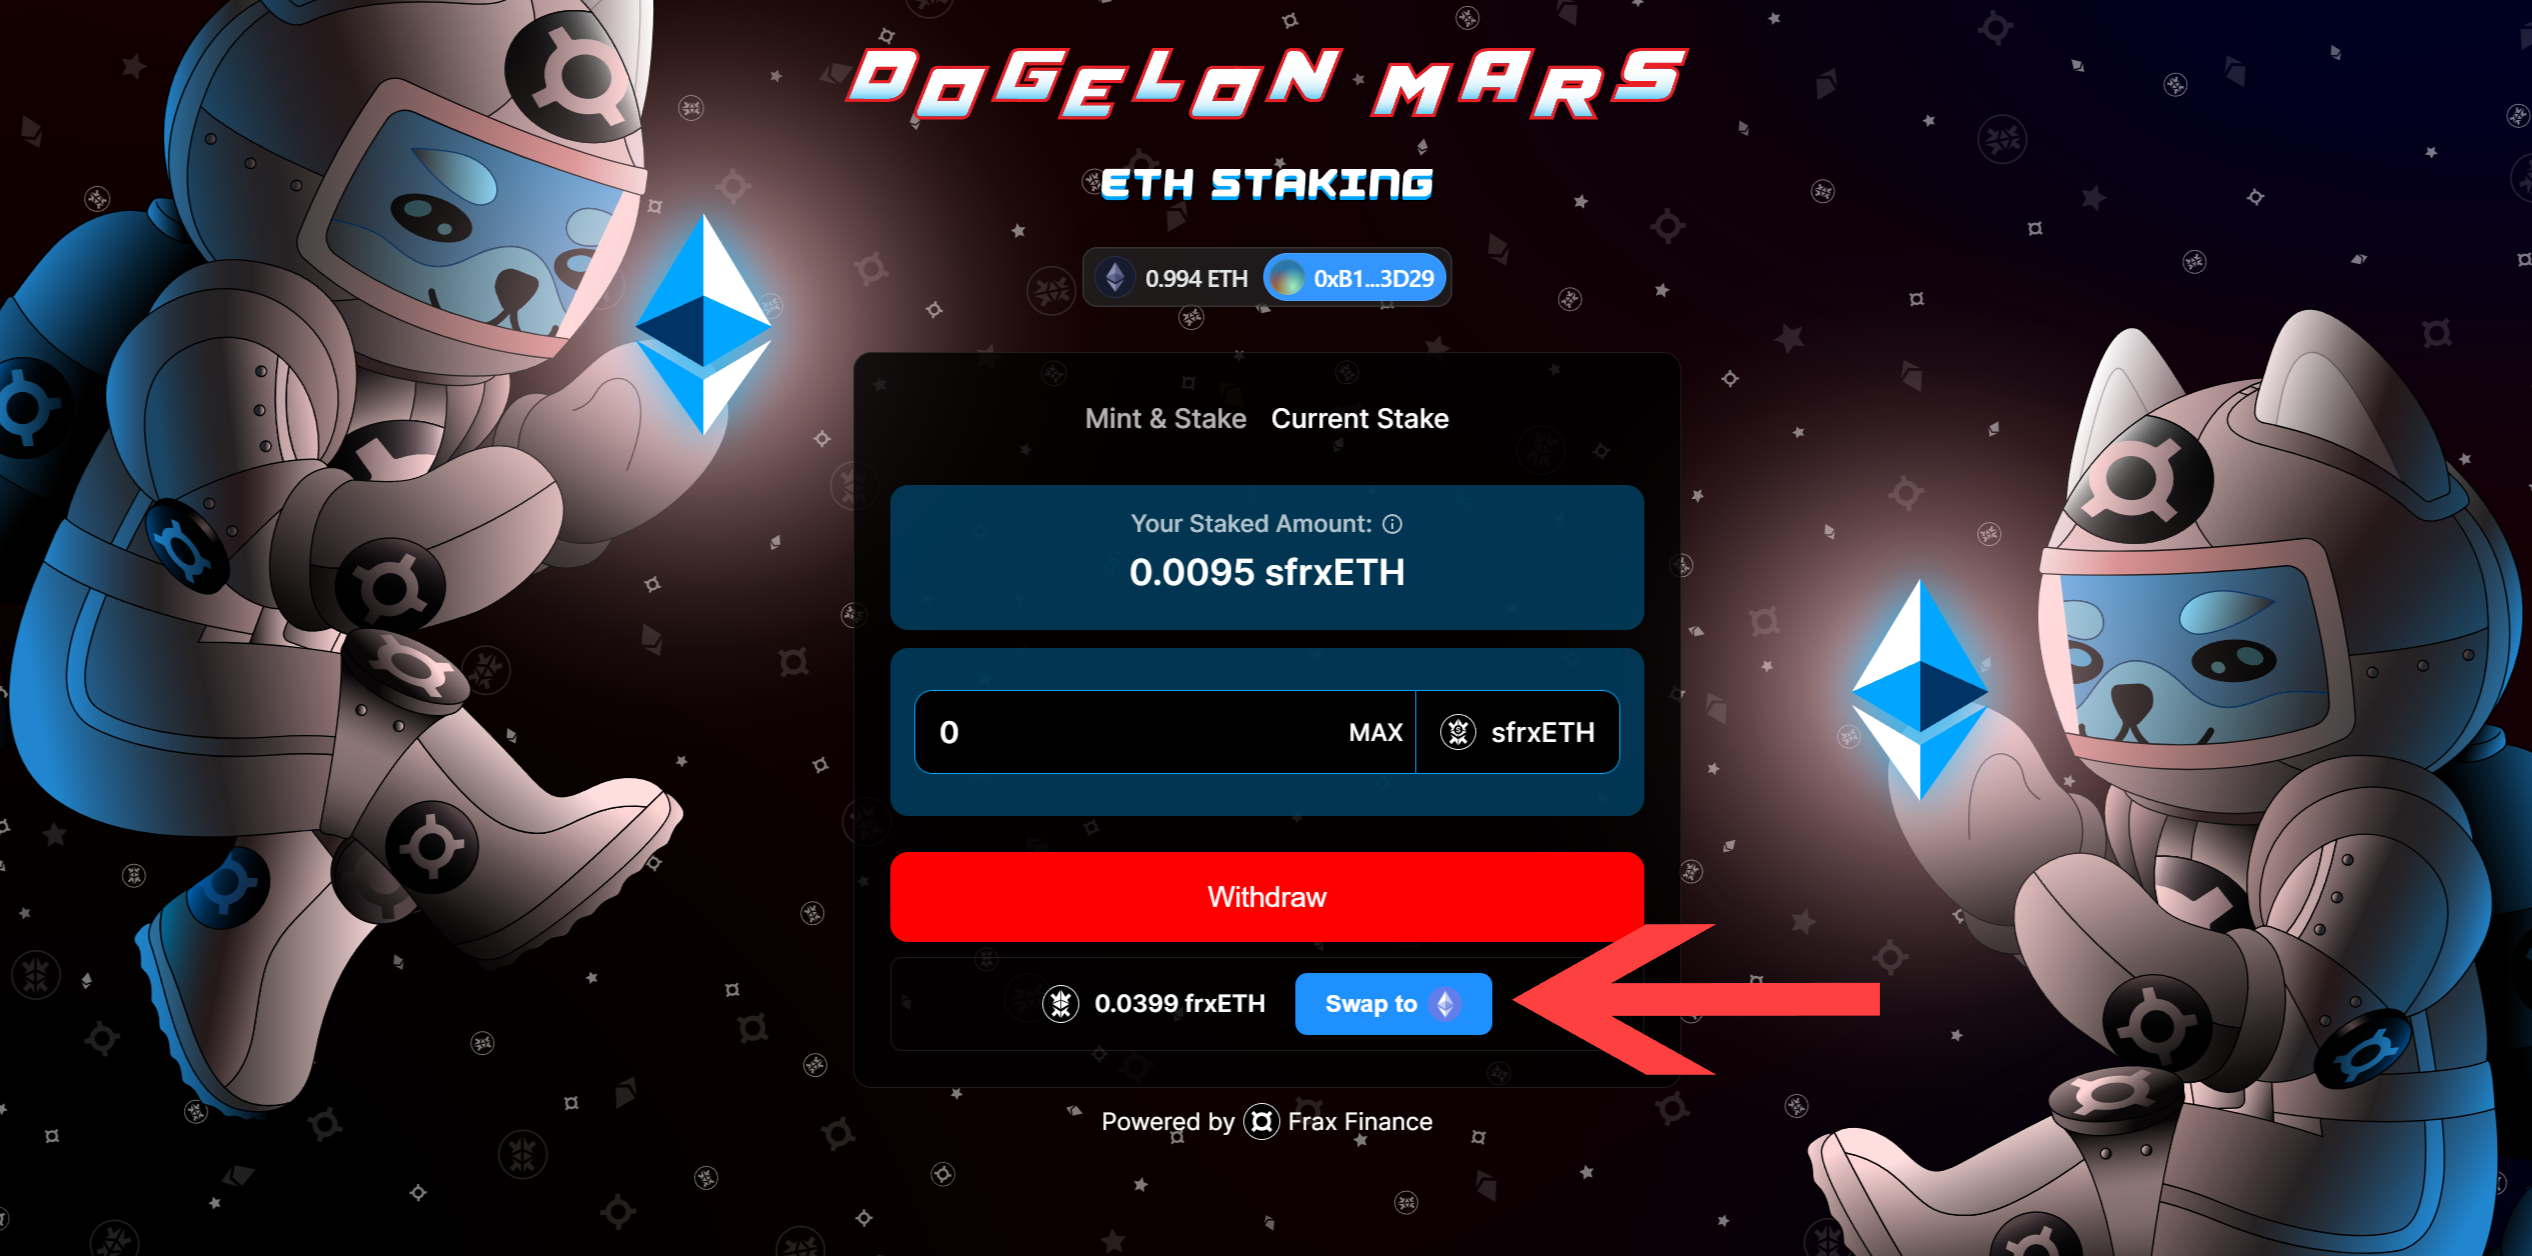 DOGELON MARS
ETH STAKING
0.994 ETH 0xB1...3D29
Mint & Stake Current Stake
Your Staked Amount:
0.0095 sfrxETH
0 MAX sfrxETH
Withdraw
0.0399 frxETH Swap to
Powered by Frax Finance